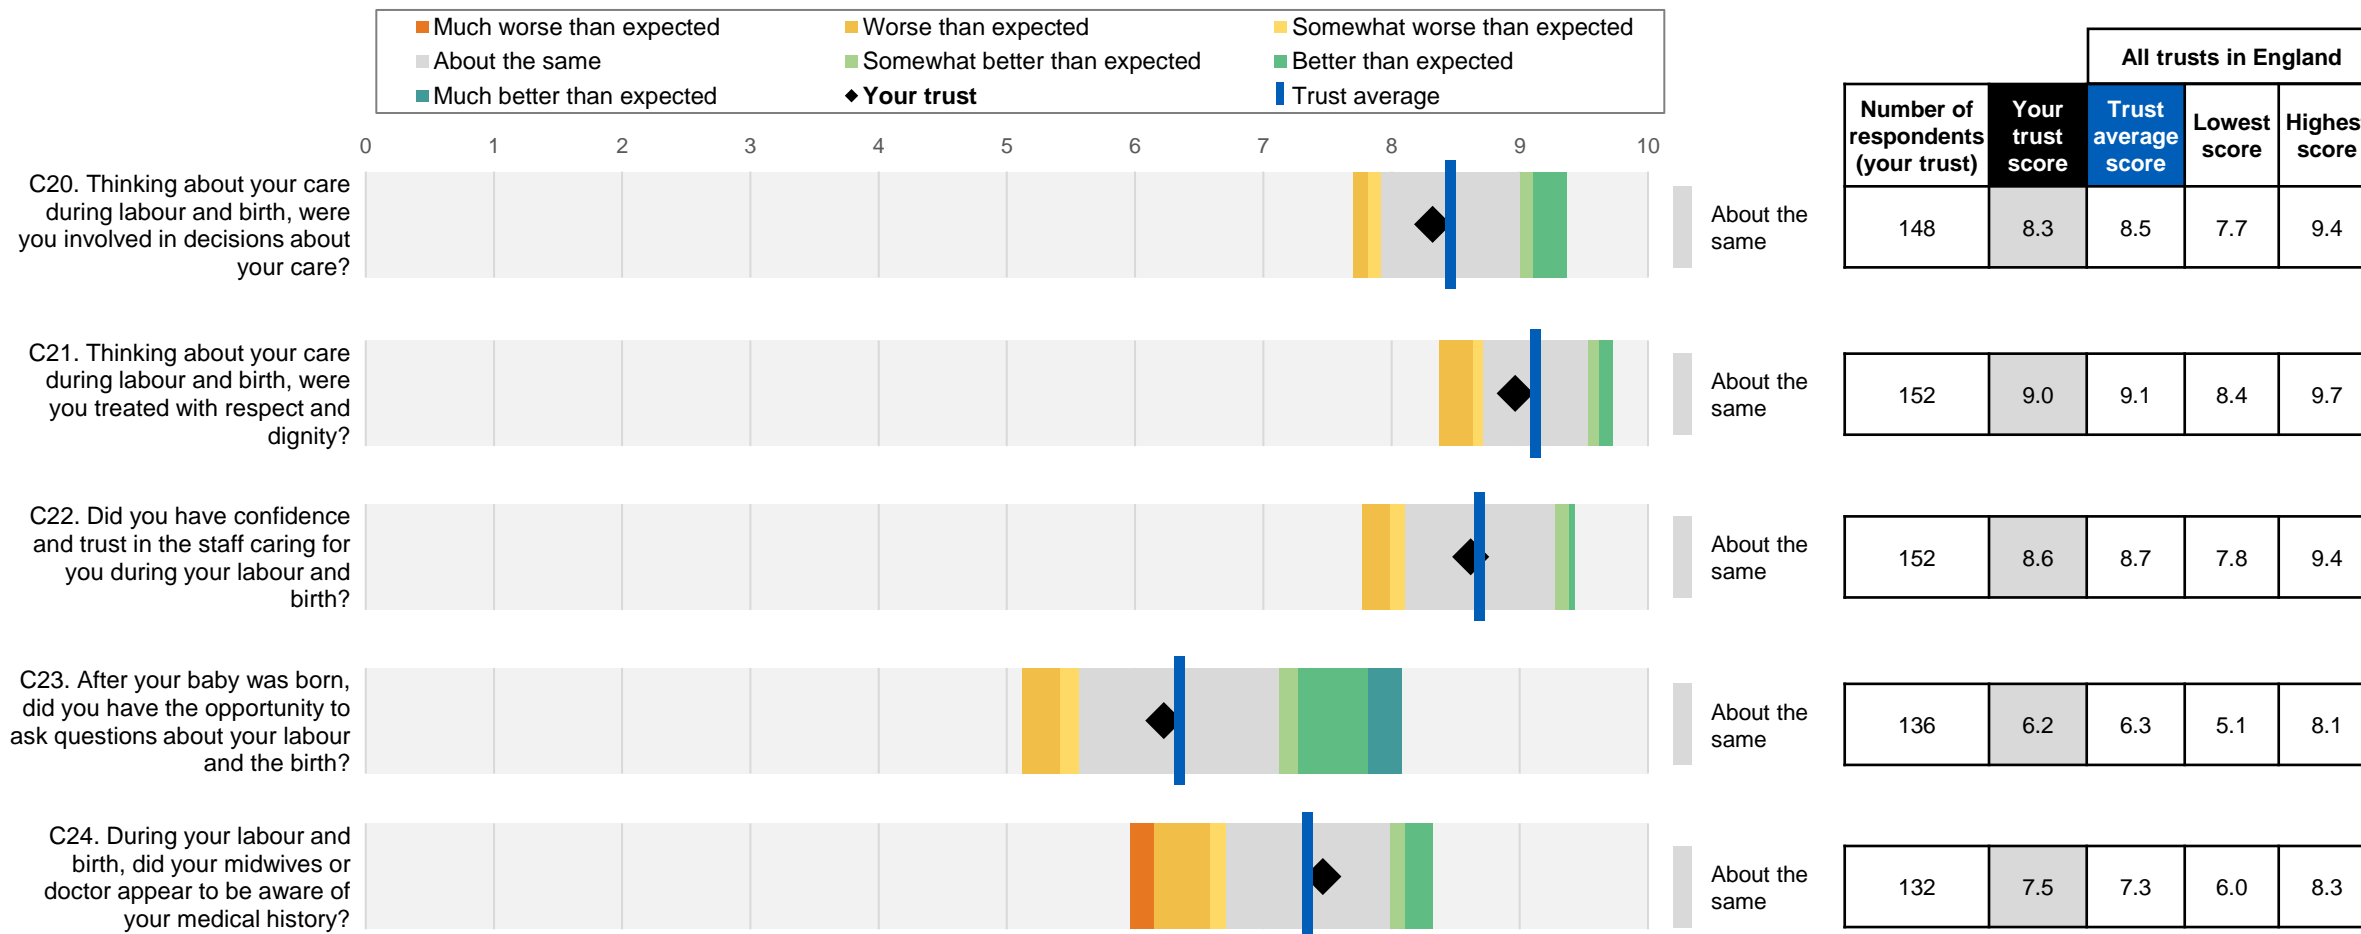 Much worse than expected
Worse than expected
Somewhat worse than expected
About the same
Somewhat better than expected
Better than expected
Much better than expected
Your trust
Trust average
All trusts in England
Number of
respondents
(your trust)
Your
trust
score
Trust
average
score
Lowest
score
Highest
score
0 1 2 3 4 5 6 7 8 9 10
C20. Thinking about your care
during labour and birth, were
you involved in decisions about
your care?
About the
same
148 8.3 8.5 7.7 9.4
C21. Thinking about your care
during labour and birth, were
you treated with respect and
dignity?
About the
same
152 9.0 9.1 8.4 9.7
C22. Did you have confidence
and trust in the staff caring for
you during your labour and
birth?
About the
same
152 8.6 8.7 7.8 9.4
C23. After your baby was born,
did you have the opportunity to
ask questions about your labour
and the birth?
About the
same
136 6.2 6.3 5.1 8.1
C24. During your labour and
birth, did your midwives or
doctor appear to be aware of
your medical history?
About the
same
132 7.5 7.3 6.0 8.3